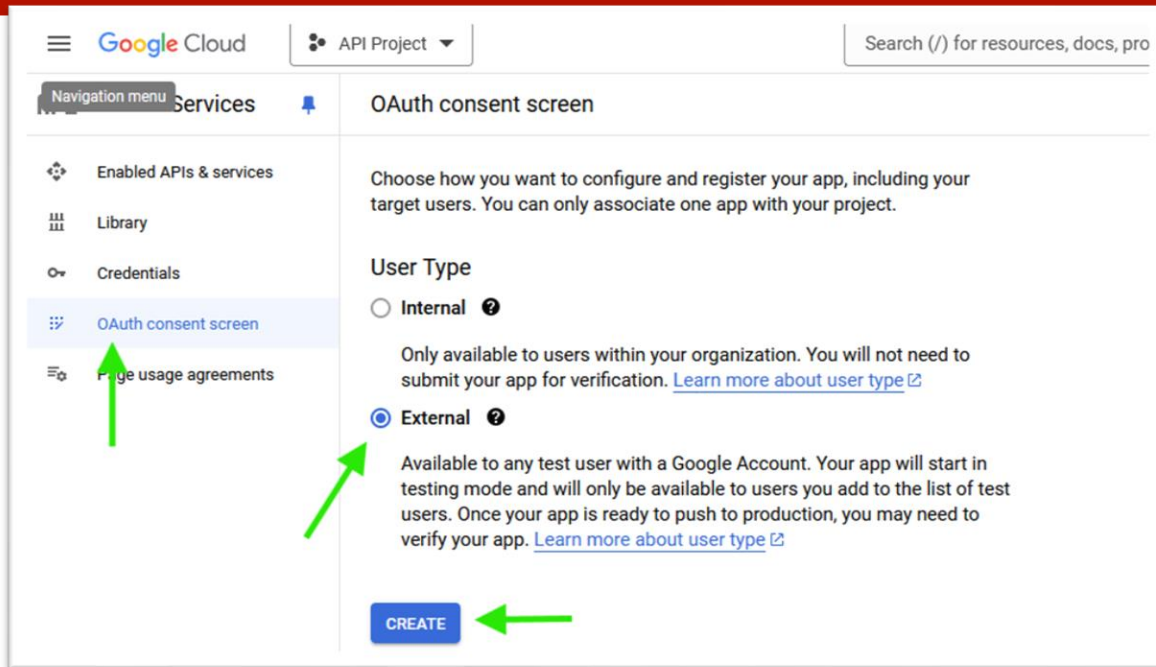 Google Cloud
API Project
Search (/) for resources, docs, pro
Navigation menu
Services
OAuth consent screen
Enabled APIs & services
Library
Credentials
OAuth consent screen
Page usage agreements
Choose how you want to configure and register your app, including your
target users. You can only associate one app with your project.
User Type
Internal
Only available to users within your organization. You will not need to
submit your app for verification. Learn more about user type
External
Available to any test user with a Google Account. Your app will start in
testing mode and will only be available to users you add to the list of test
users. Once your app is ready to push to production, you may need to
verify your app. Learn more about user type
CREATE